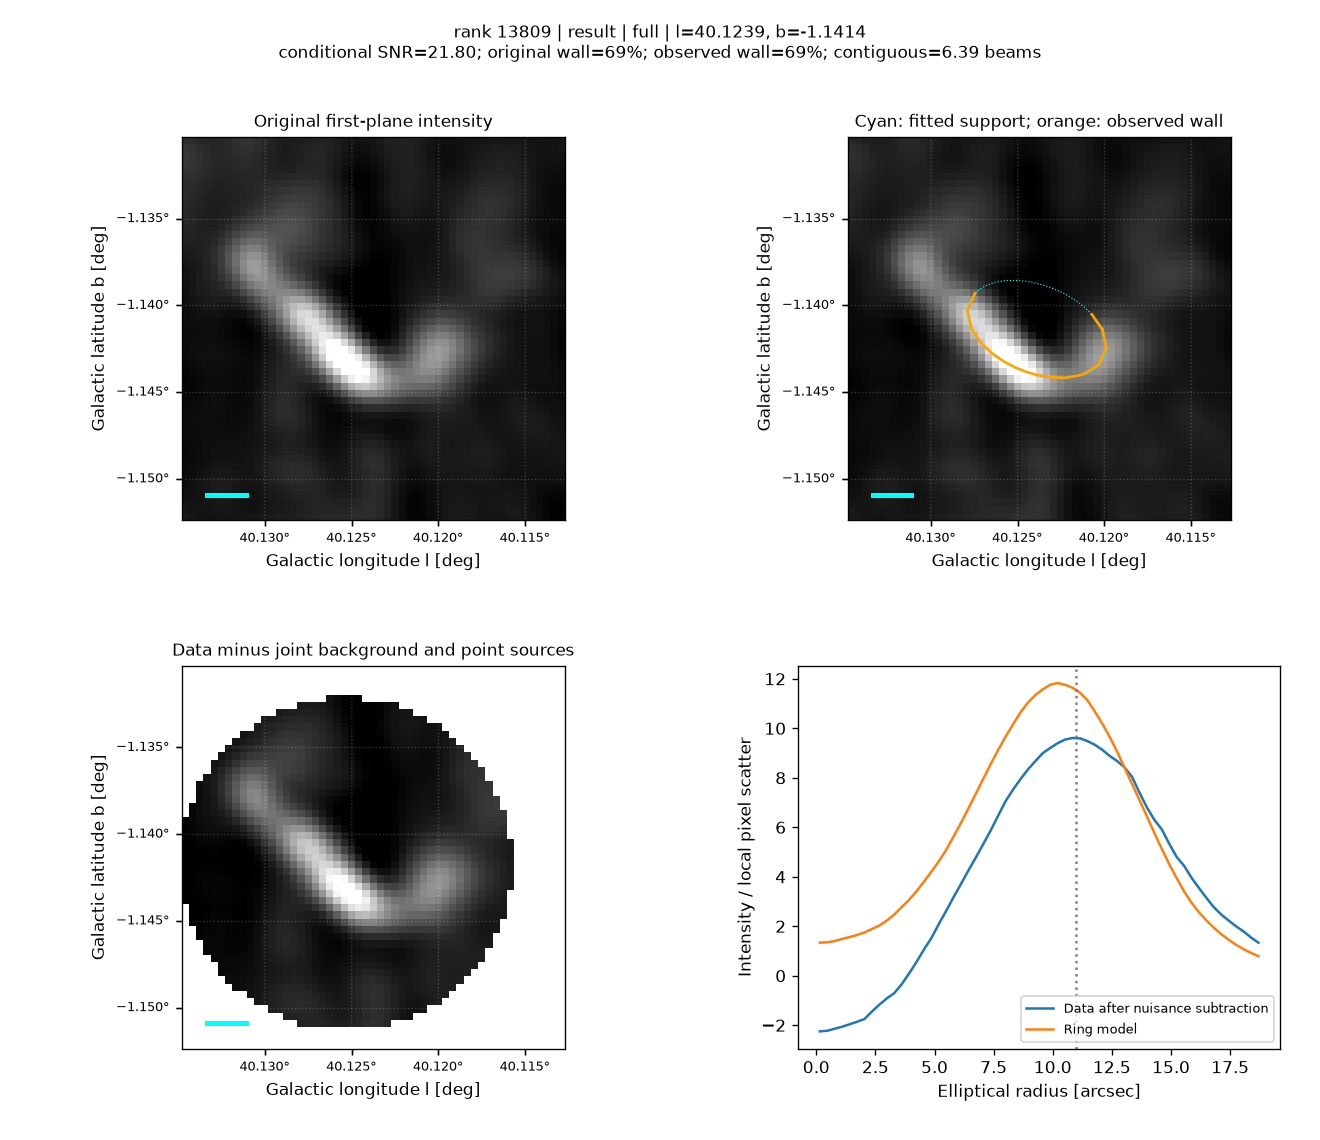 rank 13809 | result | full | l=40.1239, b=-1.1414
conditional SNR=21.80; original wall=69%; observed wall=69%; contiguous=6.39 beams
Original first-plane intensity
−1.135°
−1.140°
−1.145°
−1.150°
Galactic latitude b [deg]
40.130°
40.125°
40.120°
40.115°
Galactic longitude l [deg]
Cyan: fitted support; orange: observed wall
−1.135°
−1.140°
−1.145°
−1.150°
Galactic latitude b [deg]
40.130°
40.125°
40.120°
40.115°
Galactic longitude l [deg]
Data minus joint background and point sources
−1.135°
−1.140°
−1.145°
−1.150°
Galactic latitude b [deg]
40.130°
40.125°
40.120°
40.115°
Galactic longitude l [deg]
12
10
8
6
4
2
0
−2
Intensity / local pixel scatter
Data after nuisance subtraction
Ring model
0.0
2.5
5.0
7.5
10.0
12.5
15.0
17.5
Elliptical radius [arcsec]